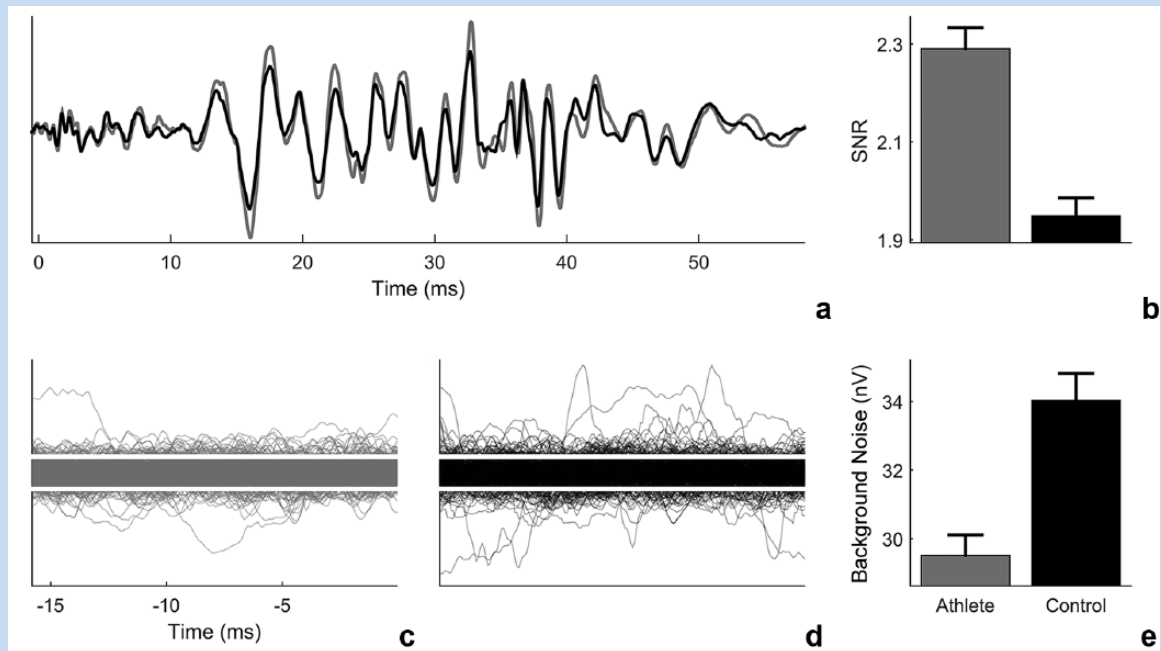 SNR
2.3
2.1
1.9
0 10 20 30 40 50
Time (ms)
a
b
-15 -10 -5
Time (ms)
c
d
Background Noise (nV)
34
32
30
Athlete Control
e